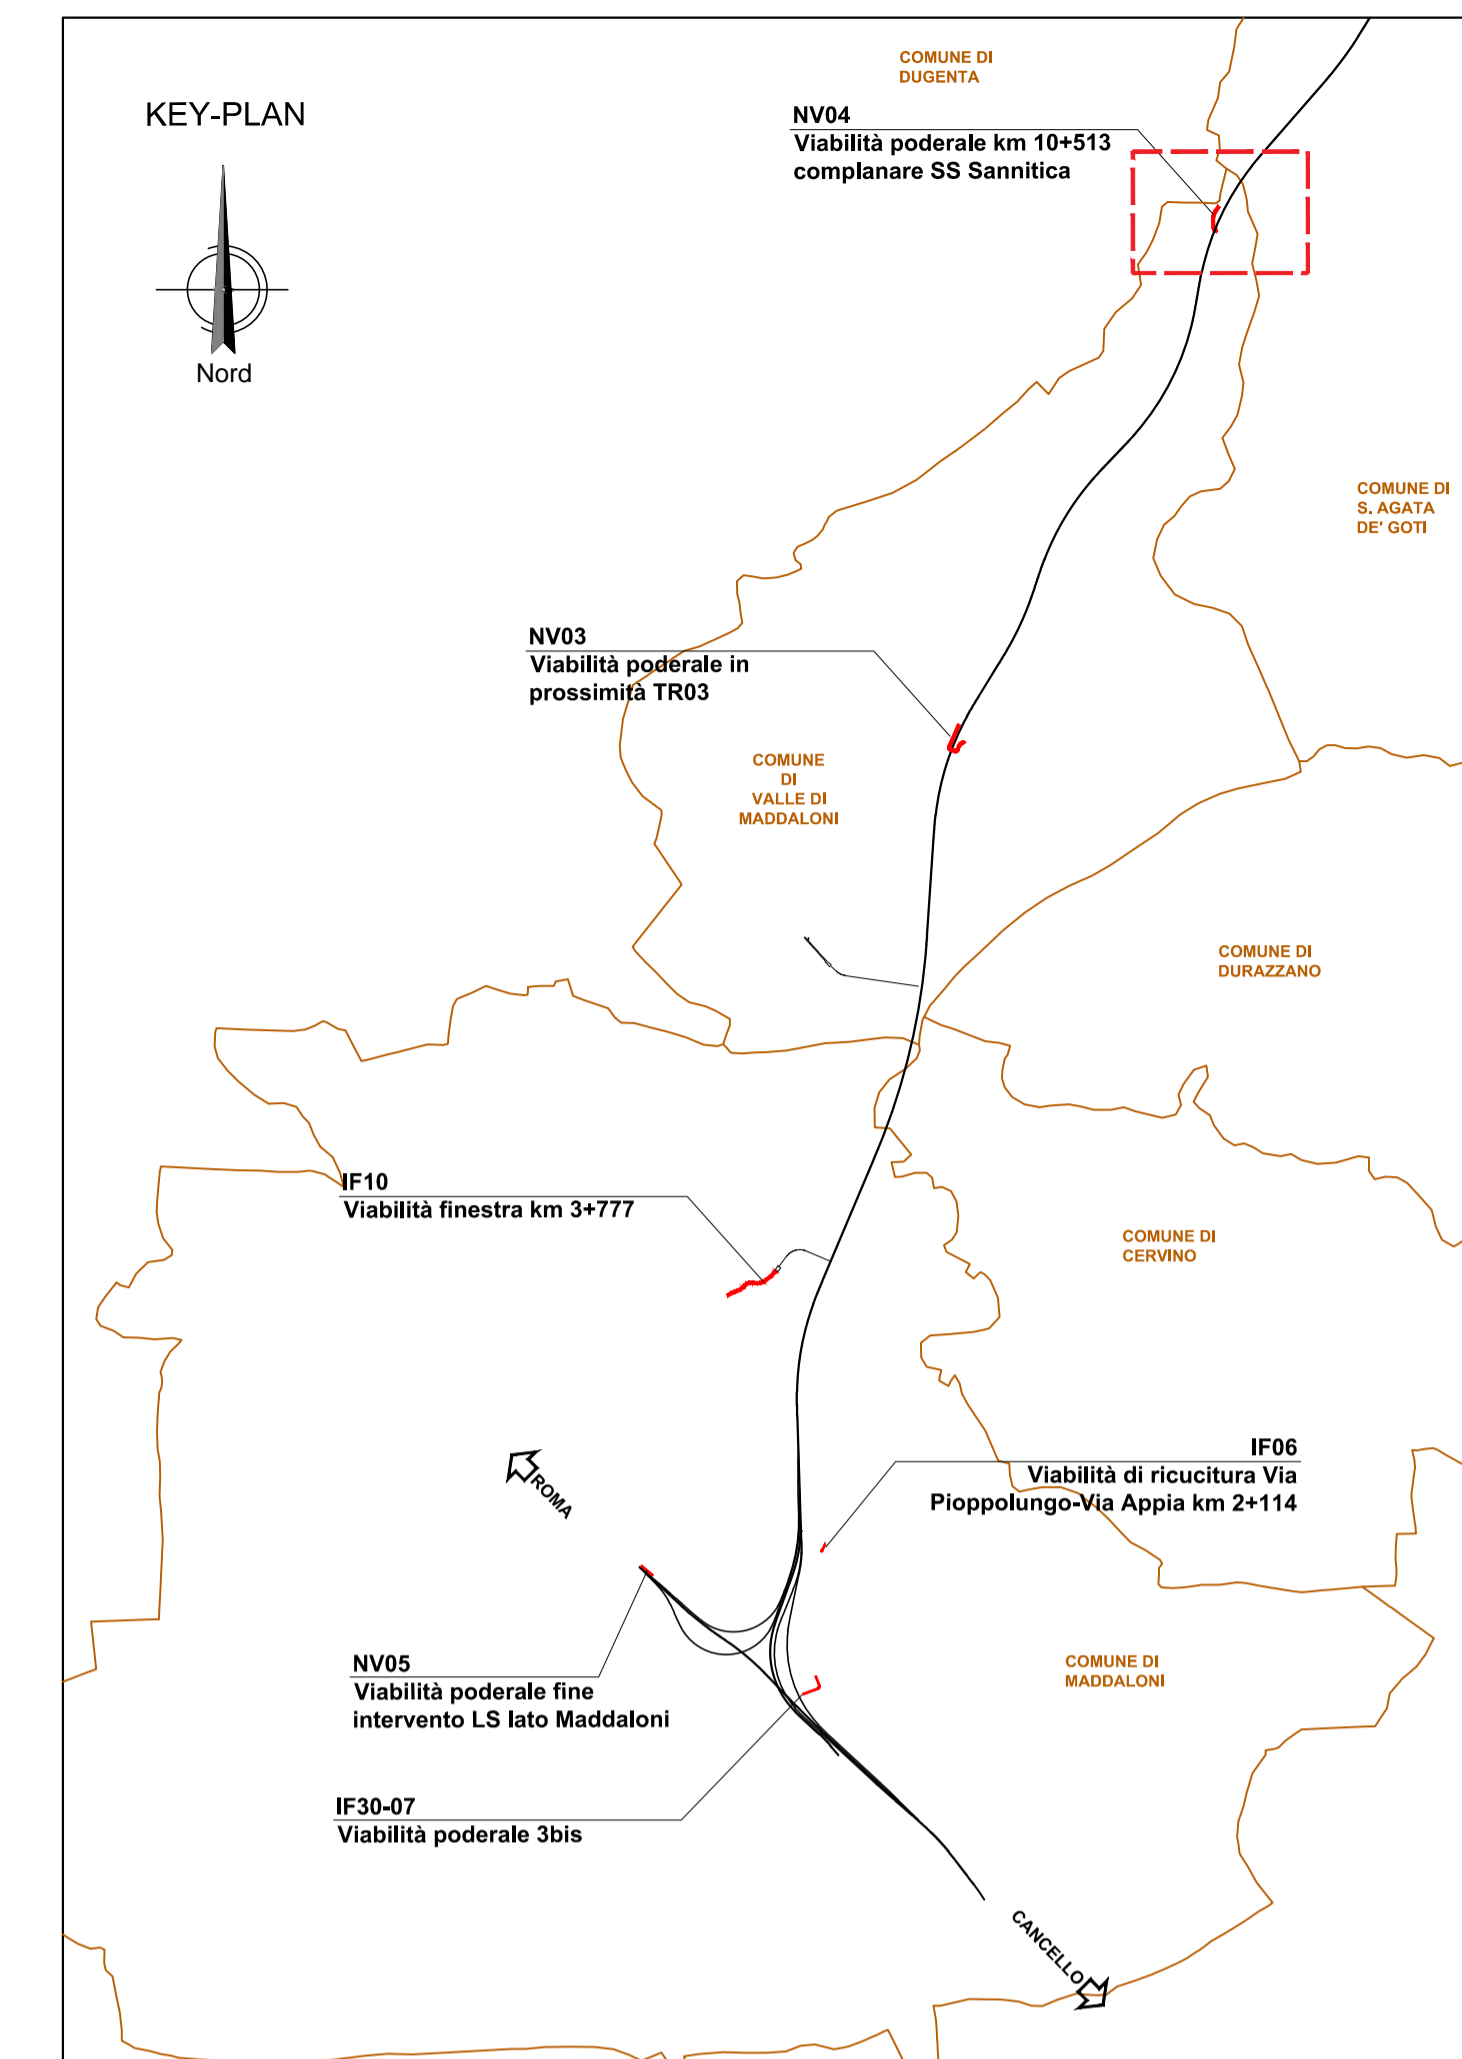 COMUNE DI
DUGENTA
KEY-PLAN
NV04
Viabilità poderale km 10+513
complanare SS Sannitica
Nord
COMUNE DI
S. AGATA
DE' GOTI
NV03
Viabilità poderale in
prossimità TR03
COMUNE
DI
VALLE DI
MADDALONI
COMUNE DI
DURAZZANO
IF10
Viabilità finestra km 3+777
COMUNE DI
CERVINO
IF06
Viabilità di ricucitura Via
Pioppolungo-Via Appia km 2+114
ROMA
NV05
Viabilità poderale fine
intervento LS lato Maddaloni
COMUNE DI
MADDALONI
IF30-07
Viabilità poderale 3bis
CANCELLO